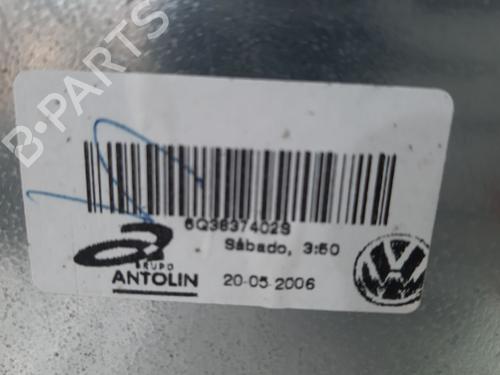 B-PARTS
6Q3837402S
Sábado, 3:50
GRUPO
ANTOLIN
20-05-2006